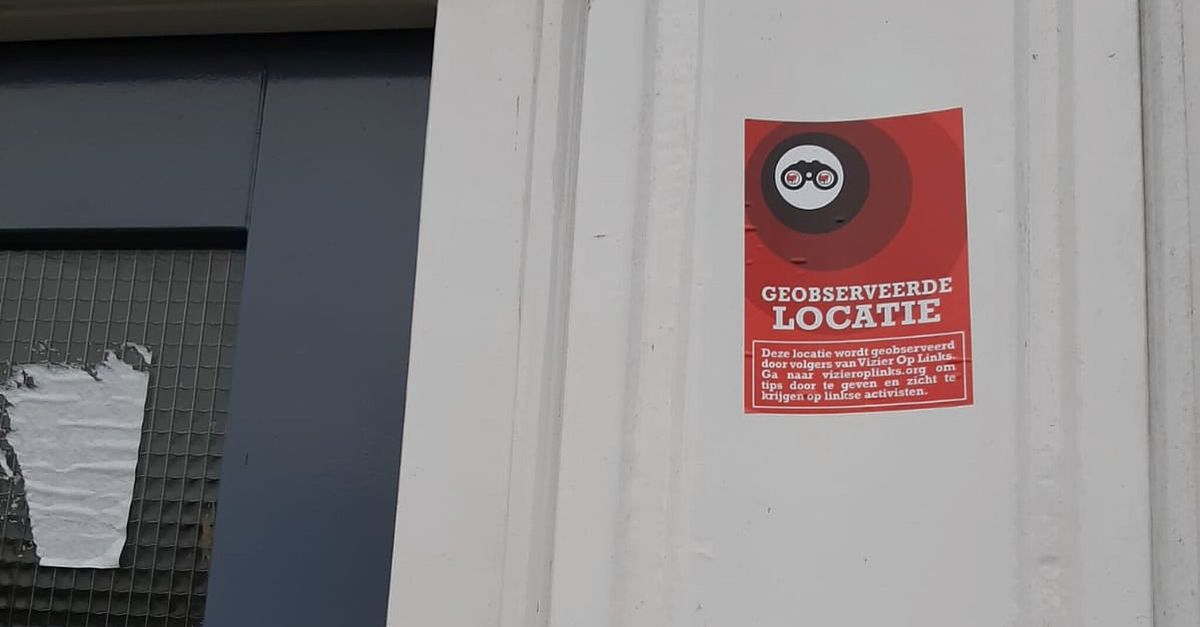 GEOBSERVEERDE
LOCATIE
Deze locatie wordt geobserveerd
door volgers van Vizier Op Links.
Ga naar vizieroplinks.org om
tips door te geven en zicht te
krijgen op linkse activisten.